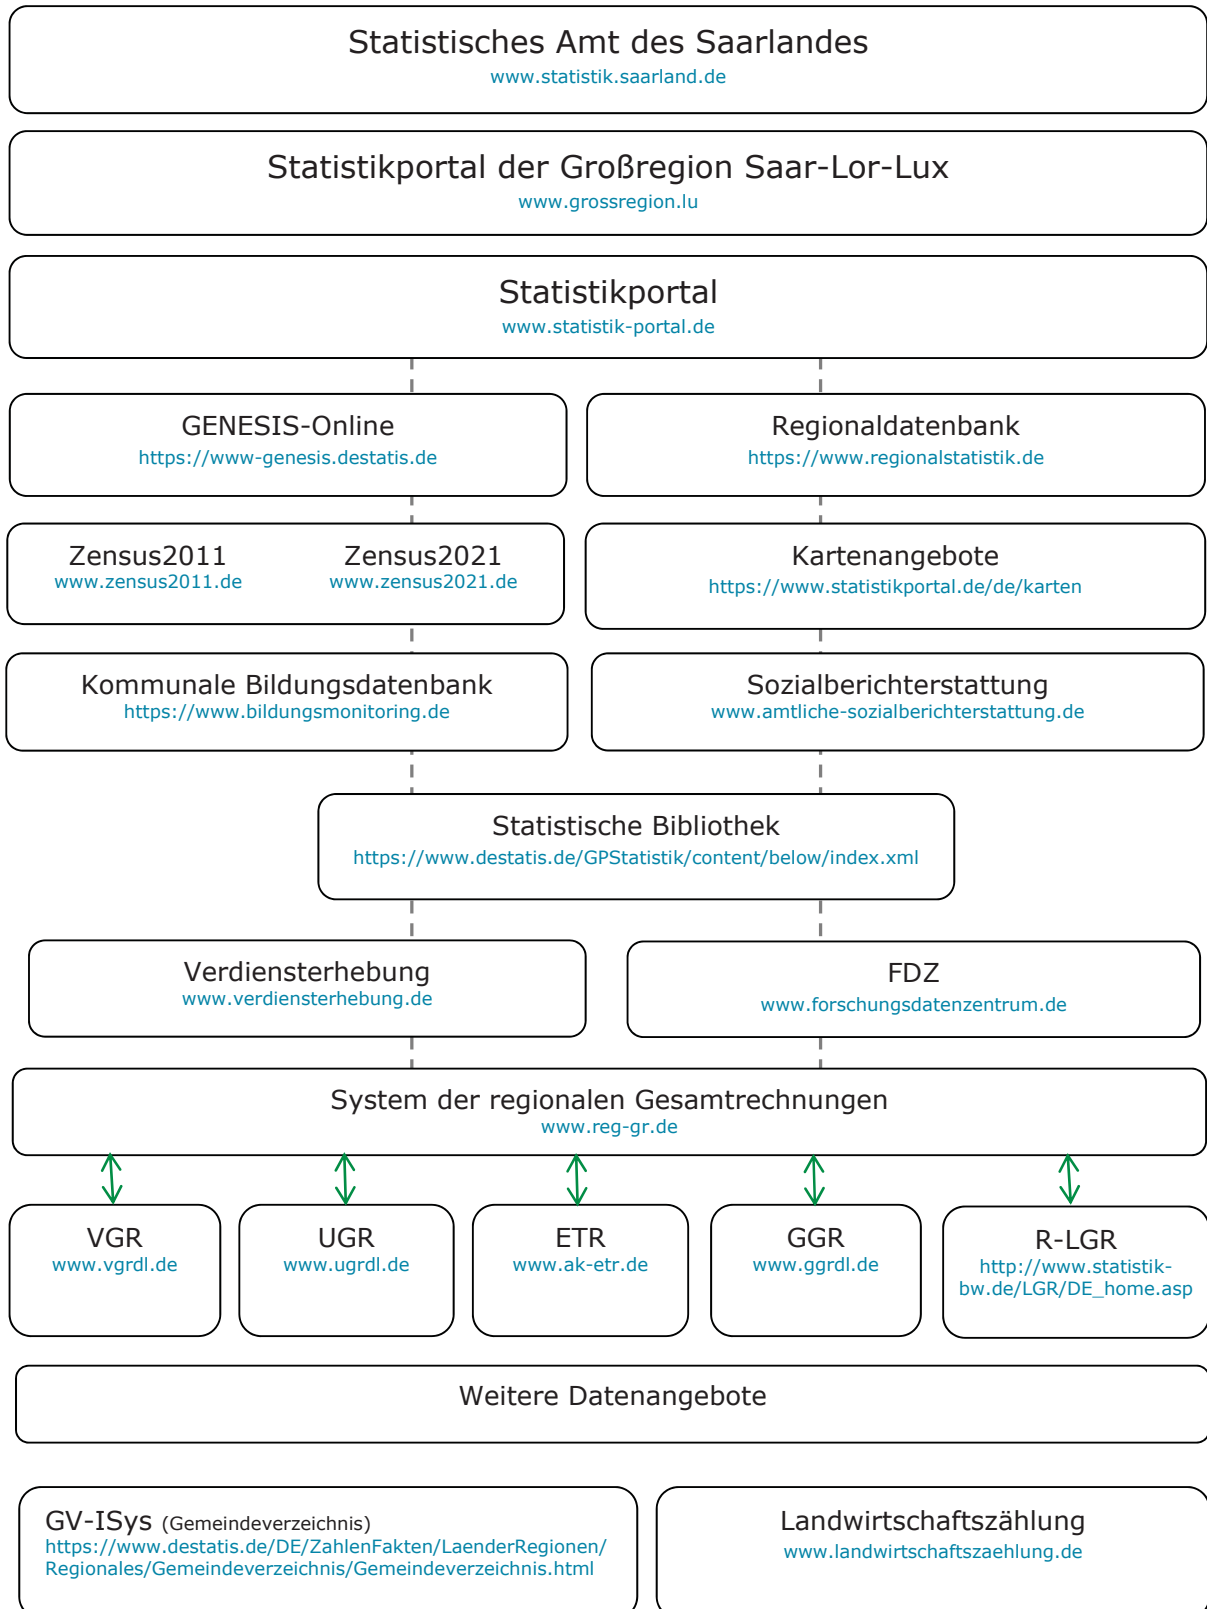 Statistisches Amt des Saarlandes
www.statistik.saarland.de
Statistikportal der Großregion Saar-Lor-Lux
www.grossregion.lu
Statistikportal
www.statistik-portal.de
GENESIS-Online
https://www-genesis.destatis.de
Regionaldatenbank
https://www.regionalstatistik.de
Zensus2011
www.zensus2011.de
Zensus2021
www.zensus2021.de
Kartenangebote
https://www.statistikportal.de/de/karten
Kommunale Bildungsdatenbank
https://www.bildungsmonitoring.de
Sozialberichterstattung
www.amtliche-sozialberichterstattung.de
Statistische Bibliothek
https://www.destatis.de/GPStatistik/content/below/index.xml
Verdiensterhebung
www.verdiensterhebung.de
FDZ
www.forschungsdatenzentrum.de
System der regionalen Gesamtrechnungen
www.reg-gr.de
VGR
www.vgrdl.de
UGR
www.ugrdl.de
ETR
www.ak-etr.de
GGR
www.ggrdl.de
R-LGR
http://www.statistik-
bw.de/LGR/DE_home.asp
Weitere Datenangebote
GV-ISys (Gemeindeverzeichnis)
https://www.destatis.de/DE/ZahlenFakten/LaenderRegionen/
Regionales/Gemeindeverzeichnis/Gemeindeverzeichnis.html
Landwirtschaftszählung
www.landwirtschaftszaehlung.de